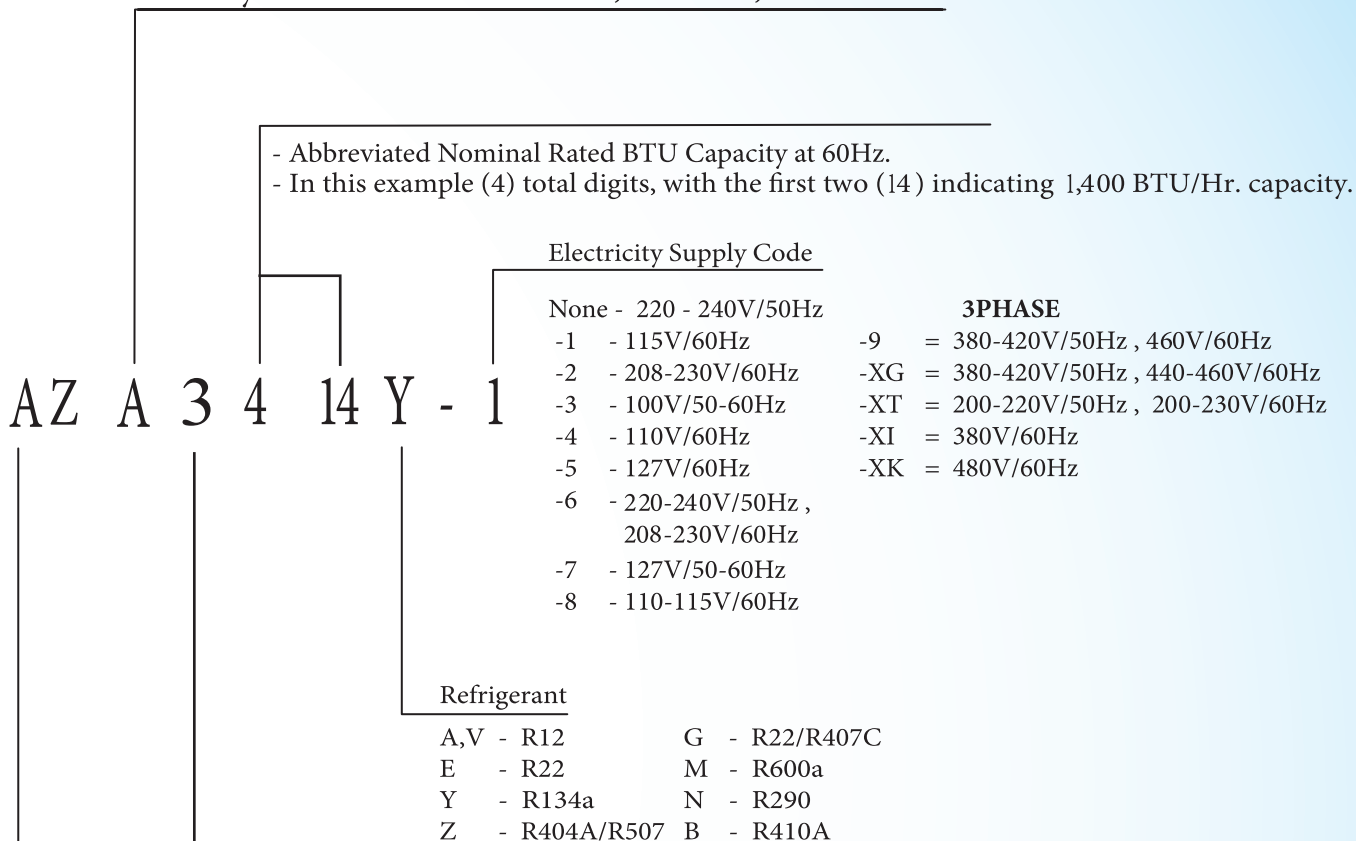 - Abbreviated Nominal Rated BTU Capacity at 60Hz.
- In this example (4) total digits, with the first two (14) indicating 1,400 BTU/Hr. capacity.
Electricity Supply Code
None - 220 - 240V/50Hz
3PHASE
-1 - 115V/60Hz
-9 = 380-420V/50Hz , 460V/60Hz
-2 - 208-230V/60Hz
-XG = 380-420V/50Hz , 440-460V/60Hz
-3 - 100V/50-60Hz
-XT = 200-220V/50Hz , 200-230V/60Hz
-4 - 110V/60Hz
-XI = 380V/60Hz
-5 - 127V/60Hz
-XK = 480V/60Hz
-6 - 220-240V/50Hz ,
208-230V/60Hz
-7 - 127V/50-60Hz
-8 - 110-115V/60Hz
AZ A 3 4 14 Y - 1
Refrigerant
A,V - R12 G - R22/R407C
E - R22 M - R600a
Y - R134a N - R290
Z - R404A/R507 B - R410A